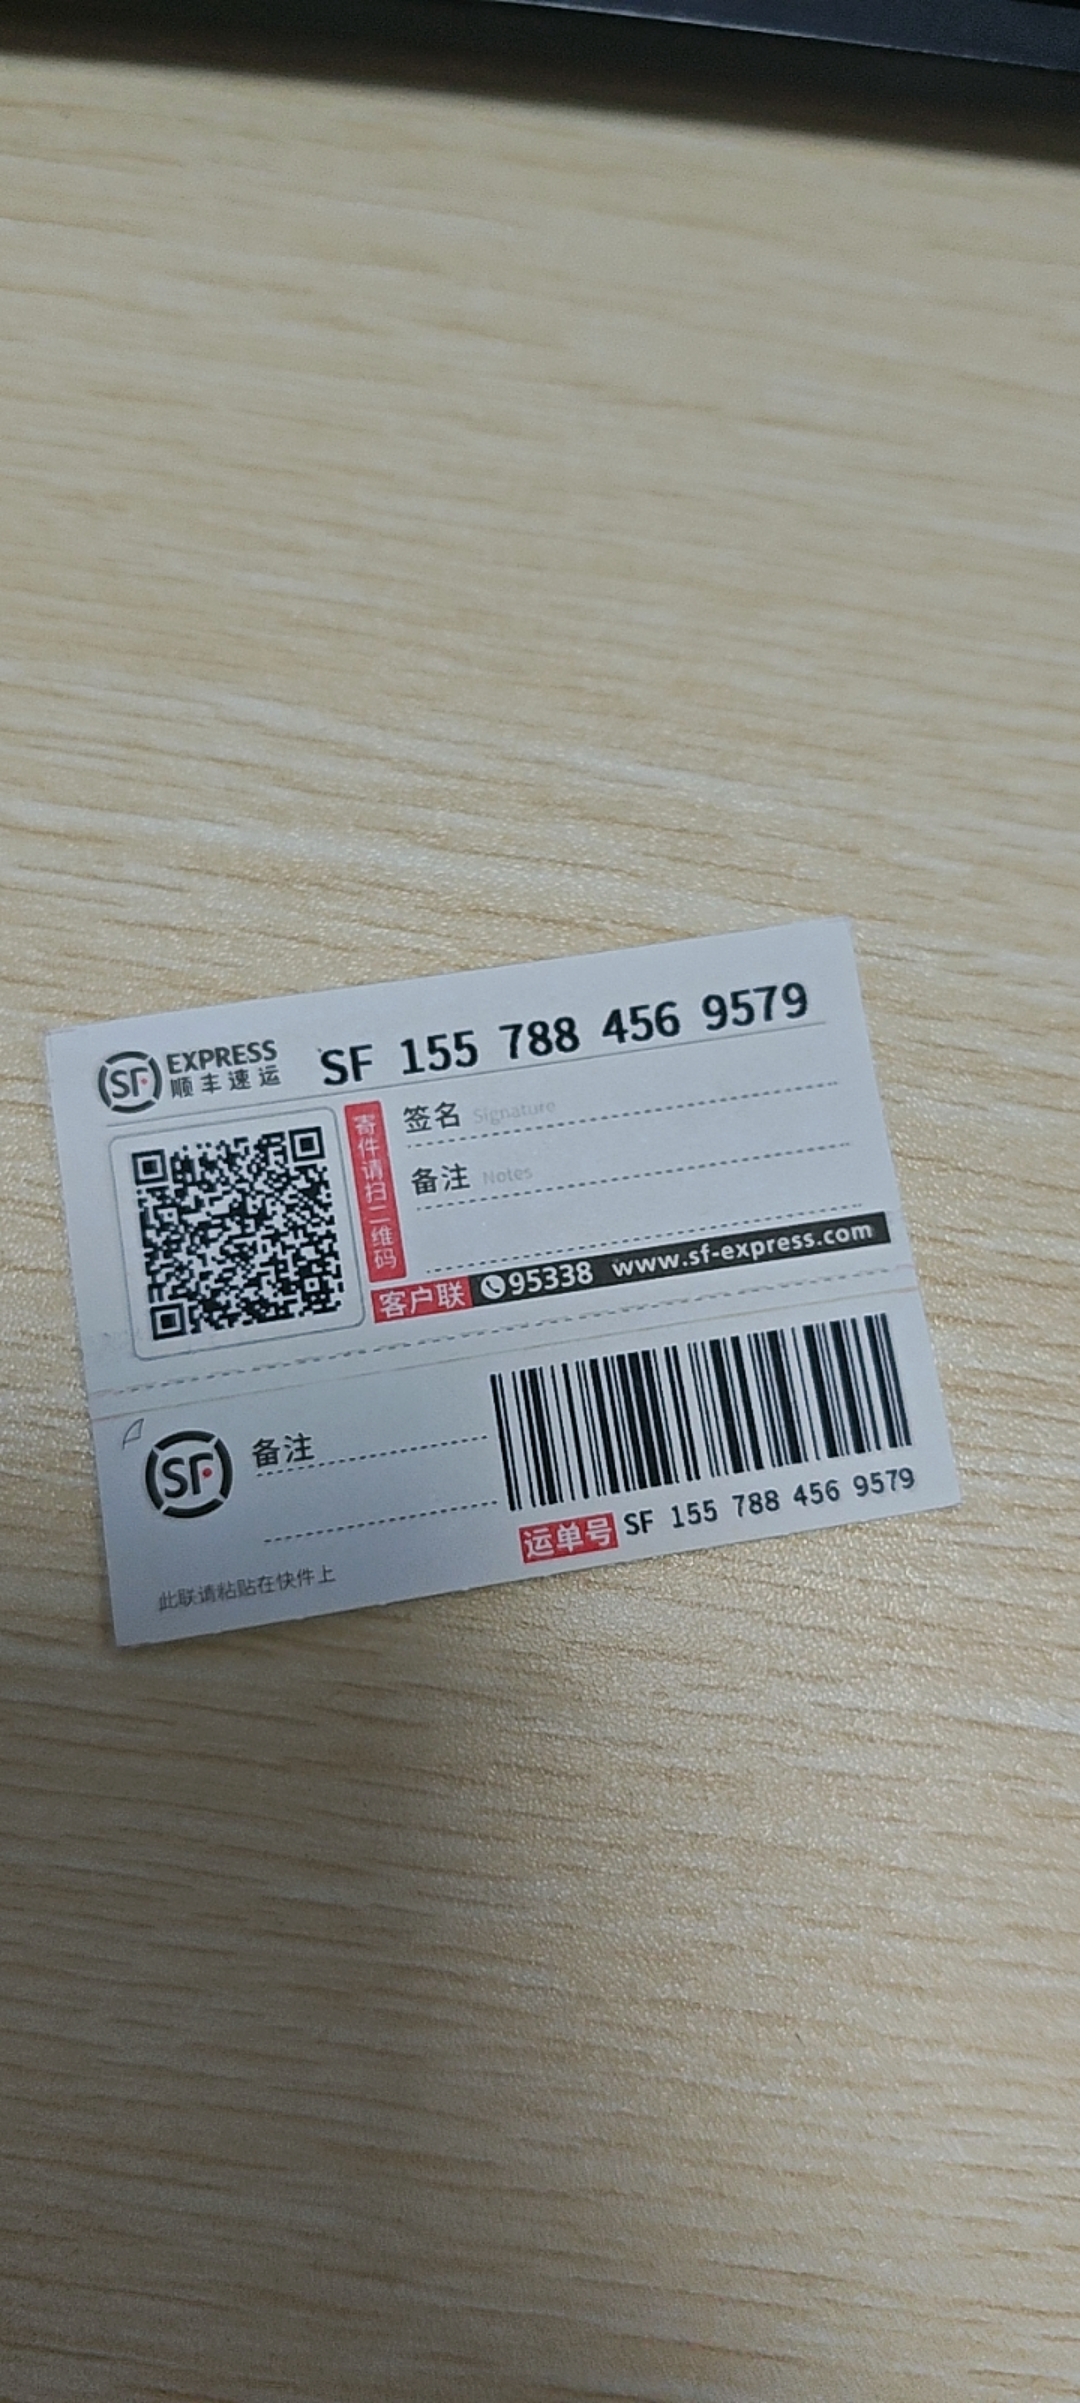 SF EXPRESS
顺丰速运
SF 155 788 456 9579
寄件请扫二维码
签名 Signature
备注 Notes
客户联 95338 www.sf-express.com
SF 备注
运单号 SF 155 788 456 9579
此联请粘贴在快件上